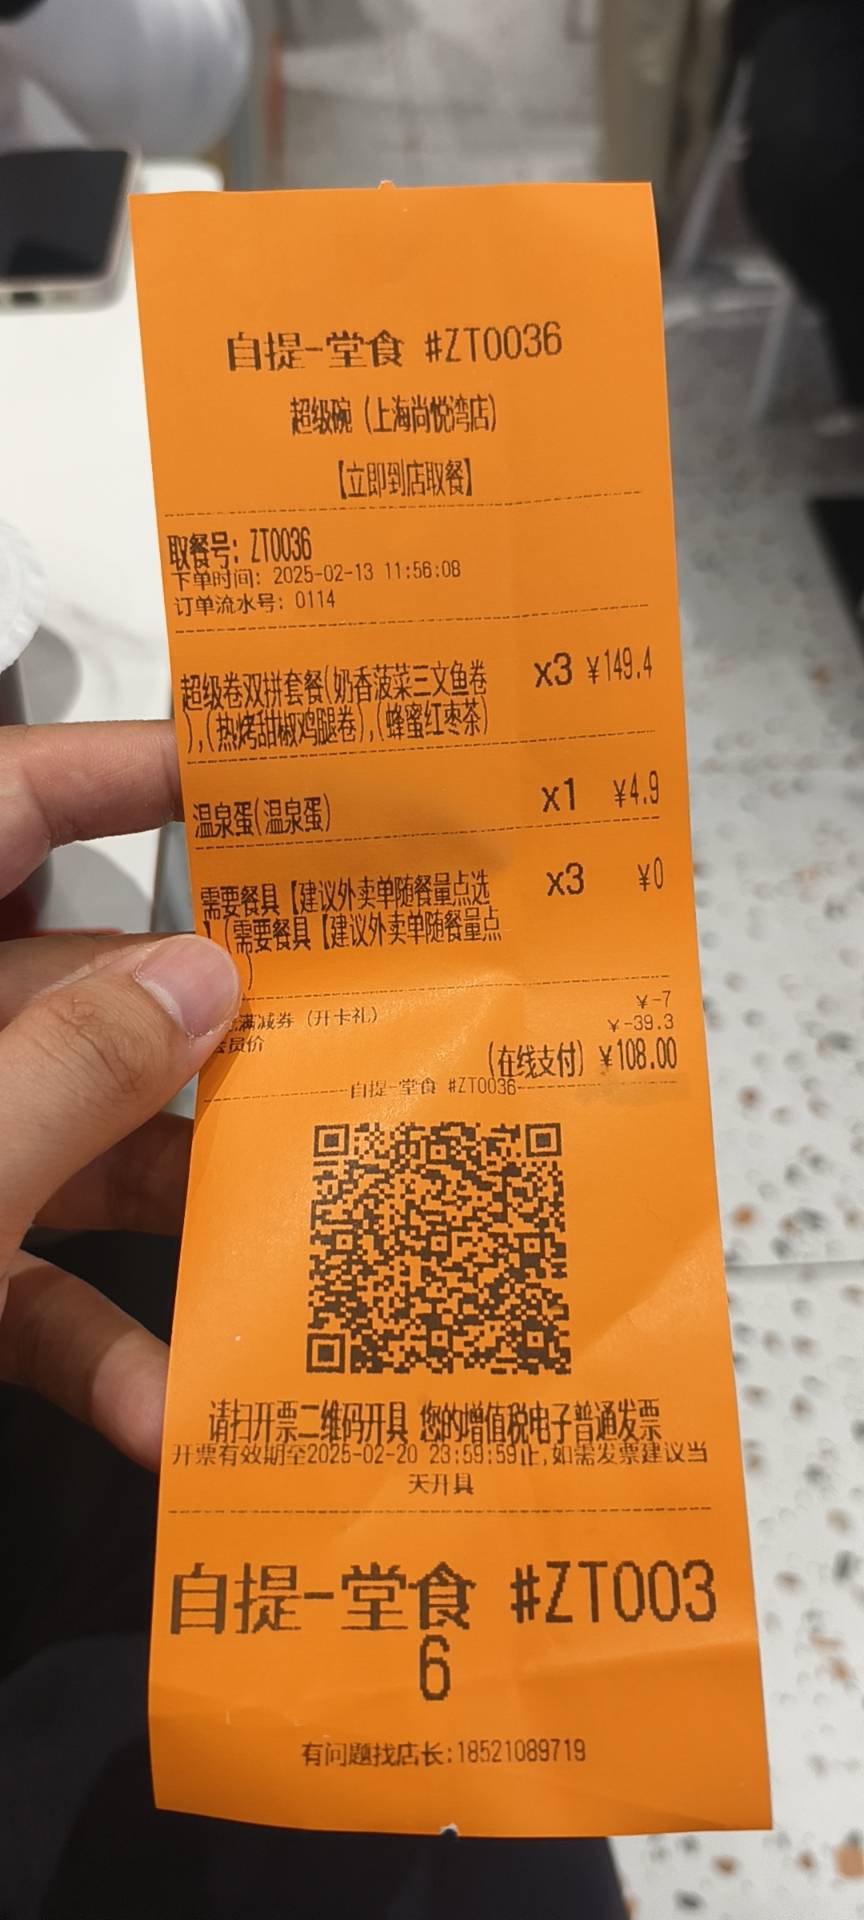 自提-堂食 #ZT0036
超级碗（上海尚悦湾店）
【立即到店取餐】
取餐号: ZT0036
下单时间: 2025-02-13 11:56:08
订单流水号: 0114
超级卷双拼套餐(奶香菠菜三文鱼卷 x3 ¥149.4
),(热烤甜椒鸡腿卷),(蜂蜜红枣茶)
温泉蛋(温泉蛋) x1 ¥4.9
需要餐具【建议外卖单随餐量点选 x3 ¥0
】(需要餐具【建议外卖单随餐量点
)
满减券（开卡礼） ¥-7
员价 ¥-39.3
(在线支付) ¥108.00
自提-堂食 #ZT0036
请扫开票二维码开具 您的增值税电子普通发票
开票有效期至2025-02-20 23:59:59止,如需发票建议当
天开具
自提-堂食 #ZT003
6
有问题找店长:18521089719